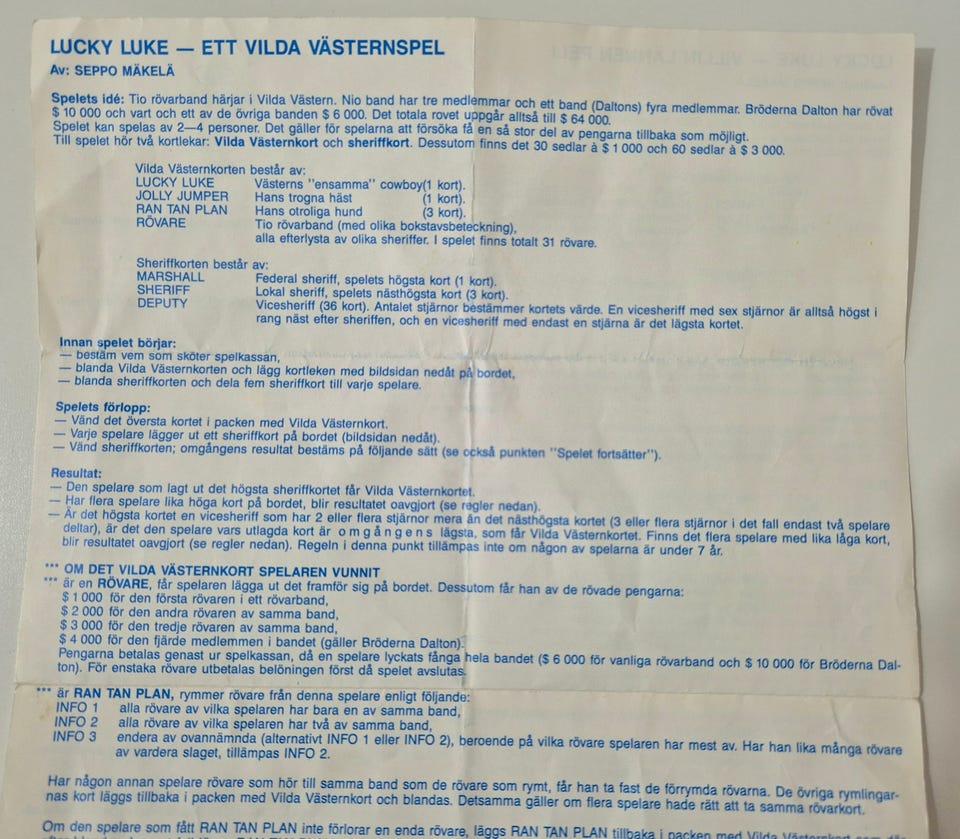 LUCKY LUKE — ETT VILDA VÄSTERNSPEL
Av: SEPPO MÄKELÄ
Spelets idé: Tio rövarband härjar i Vilda Västern. Nio band har tre medlemmar och ett band (Daltons) fyra medlemmar. Bröderna Dalton har rövat
$ 10 000 och vart och ett av de övriga banden $ 6 000. Det totala rovet uppgår alltså till $ 64 000.
Spelet kan spelas av 2—4 personer. Det gäller för spelarna att försöka få en så stor del av pengarna tillbaka som möjligt.
Till spelet hör två kortlekar: Vilda Västernkort och sheriffkort. Dessutom finns det 30 sedlar à $ 1 000 och 60 sedlar à $ 3 000.
Vilda Västernkorten består av:
LUCKY LUKE Västerns "ensamma" cowboy(1 kort).
JOLLY JUMPER Hans trogna häst (1 kort).
RAN TAN PLAN Hans otroliga hund (3 kort).
RÖVARE Tio rövarband (med olika bokstavsbeteckning),
alla efterlysta av olika sheriffer. I spelet finns totalt 31 rövare.
Sheriffkorten består av:
MARSHALL Federal sheriff, spelets högsta kort (1 kort).
SHERIFF Lokal sheriff, spelets nästhögsta kort (3 kort).
DEPUTY Vicesheriff (36 kort). Antalet stjärnor bestämmer kortets värde. En vicesheriff med sex stjärnor är alltså högst i
rang näst efter sheriffen, och en vicesheriff med endast en stjärna är det lägsta kortet.
Innan spelet börjar:
— bestäm vem som sköter spelkassan,
— blanda Vilda Västernkorten och lägg kortleken med bildsidan nedåt på bordet,
— blanda sheriffkorten och dela fem sheriffkort till varje spelare.
Spelets förlopp:
— Vänd det översta kortet i packen med Vilda Västernkort.
— Varje spelare lägger ut ett sheriffkort på bordet (bildsidan nedåt).
— Vänd sheriffkorten; omgångens resultat bestäms på följande sätt (se också punkten "Spelet fortsätter").
Resultat:
— Den spelare som lagt ut det högsta sheriffkortet får Vilda Västernkortet.
— Har flera spelare lika höga kort på bordet, blir resultatet oavgjort (se regler nedan).
— Är det högsta kortet en vicesheriff som har 2 eller flera stjärnor mera än det nästhögsta kortet (3 eller flera stjärnor i det fall endast två spelare
deltar), är det den spelare vars utlagda kort är omgångens lägsta, som får Vilda Västernkortet. Finns det flera spelare med lika låga kort,
blir resultatet oavgjort (se regler nedan). Regeln i denna punkt tillämpas inte om någon av spelarna är under 7 år.
*** OM DET VILDA VÄSTERNKORT SPELAREN VUNNIT
*** är en RÖVARE, får spelaren lägga ut det framför sig på bordet. Dessutom får han av de rövade pengarna:
$ 1 000 för den första rövaren i ett rövarband,
$ 2 000 för den andra rövaren av samma band,
$ 3 000 för den tredje rövaren av samma band,
$ 4 000 för den fjärde medlemmen i bandet (gäller Bröderna Dalton).
Pengarna betalas genast ur spelkassan, då en spelare lyckats fånga hela bandet ($ 6 000 för vanliga rövarband och $ 10 000 för Bröderna Dal-
ton). För enstaka rövare utbetalas belöningen först då spelet avslutas.
*** är RAN TAN PLAN, rymmer rövare från denna spelare enligt följande:
INFO 1 alla rövare av vilka spelaren har bara en av samma band,
INFO 2 alla rövare av vilka spelaren har två av samma band,
INFO 3 endera av ovannämnda (alternativt INFO 1 eller INFO 2), beroende på vilka rövare spelaren har mest av. Har han lika många rövare
av vardera slaget, tillämpas INFO 2.
Har någon annan spelare rövare som hör till samma band som de rövare som rymt, får han ta fast de förrymda rövarna. De övriga rymlingar-
nas kort läggs tillbaka i packen med Vilda Västernkort och blandas. Detsamma gäller om flera spelare hade rätt att ta samma rövarkort.
Om den spelare som fått RAN TAN PLAN inte förlorar en enda rövare, läggs RAN TAN PLAN tillbaka i packen med Vilda Västernkort som